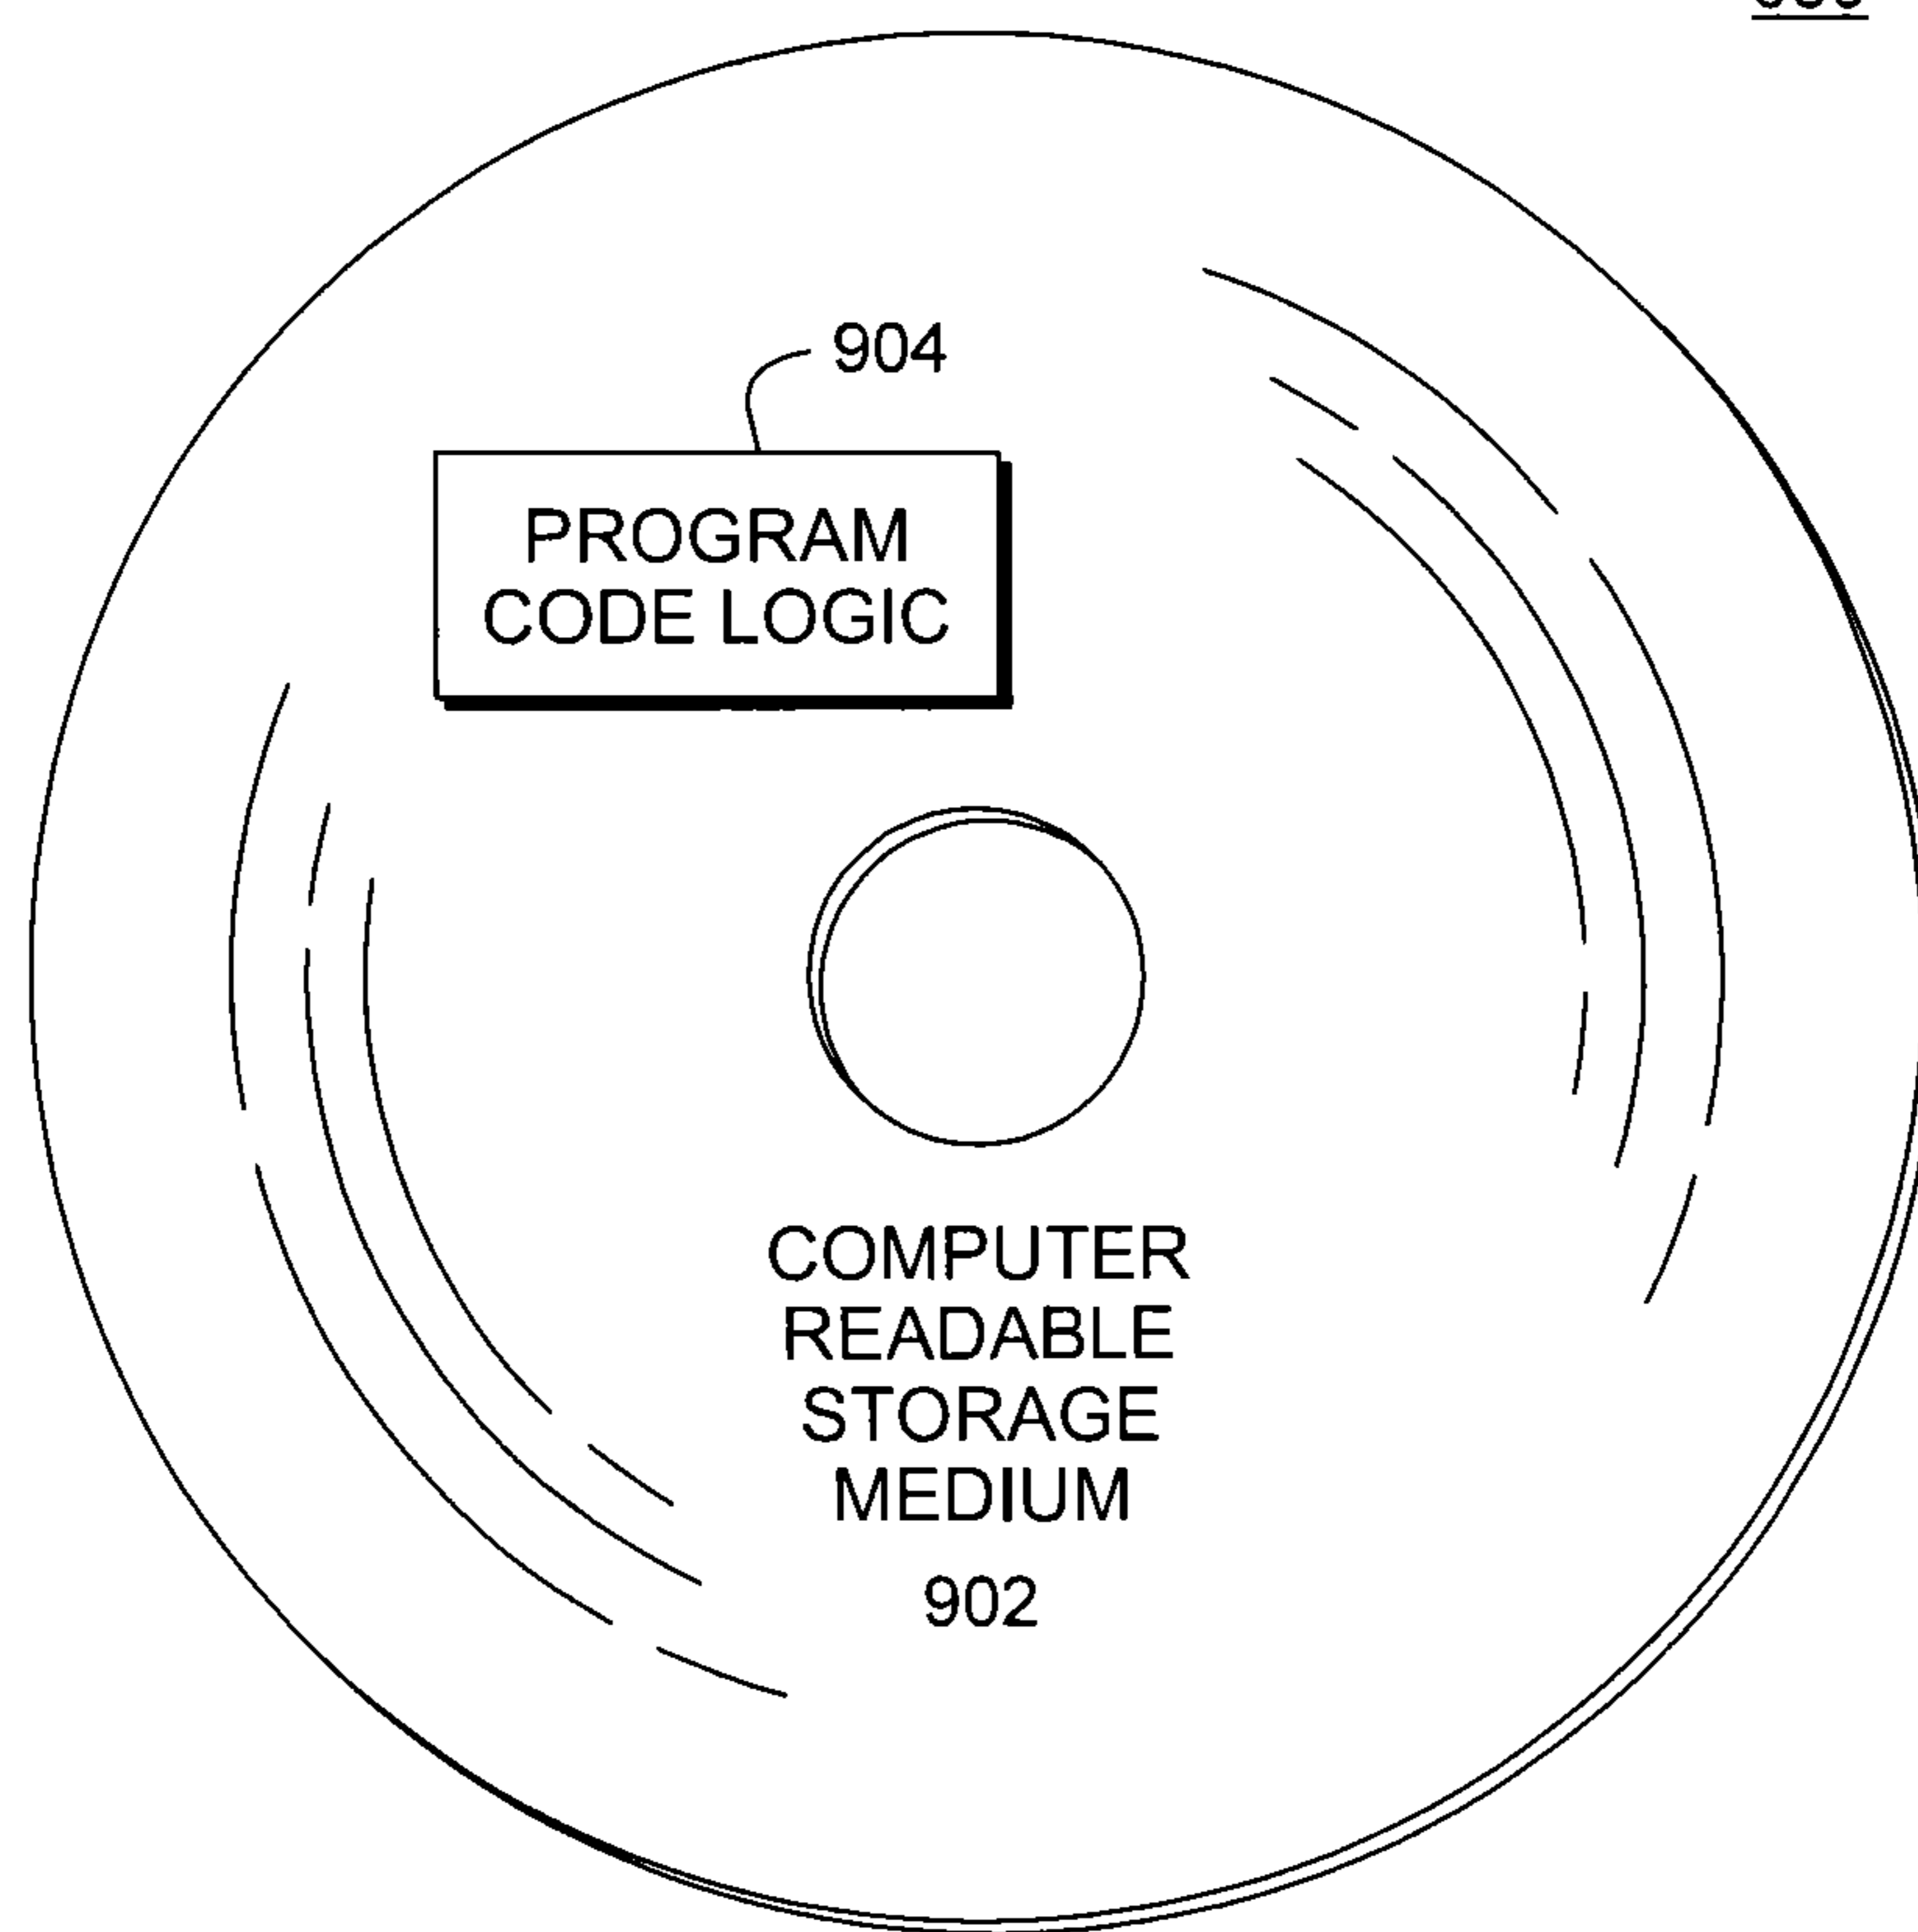 904
PROGRAM
CODE LOGIC
COMPUTER
READABLE
STORAGE
MEDIUM
902